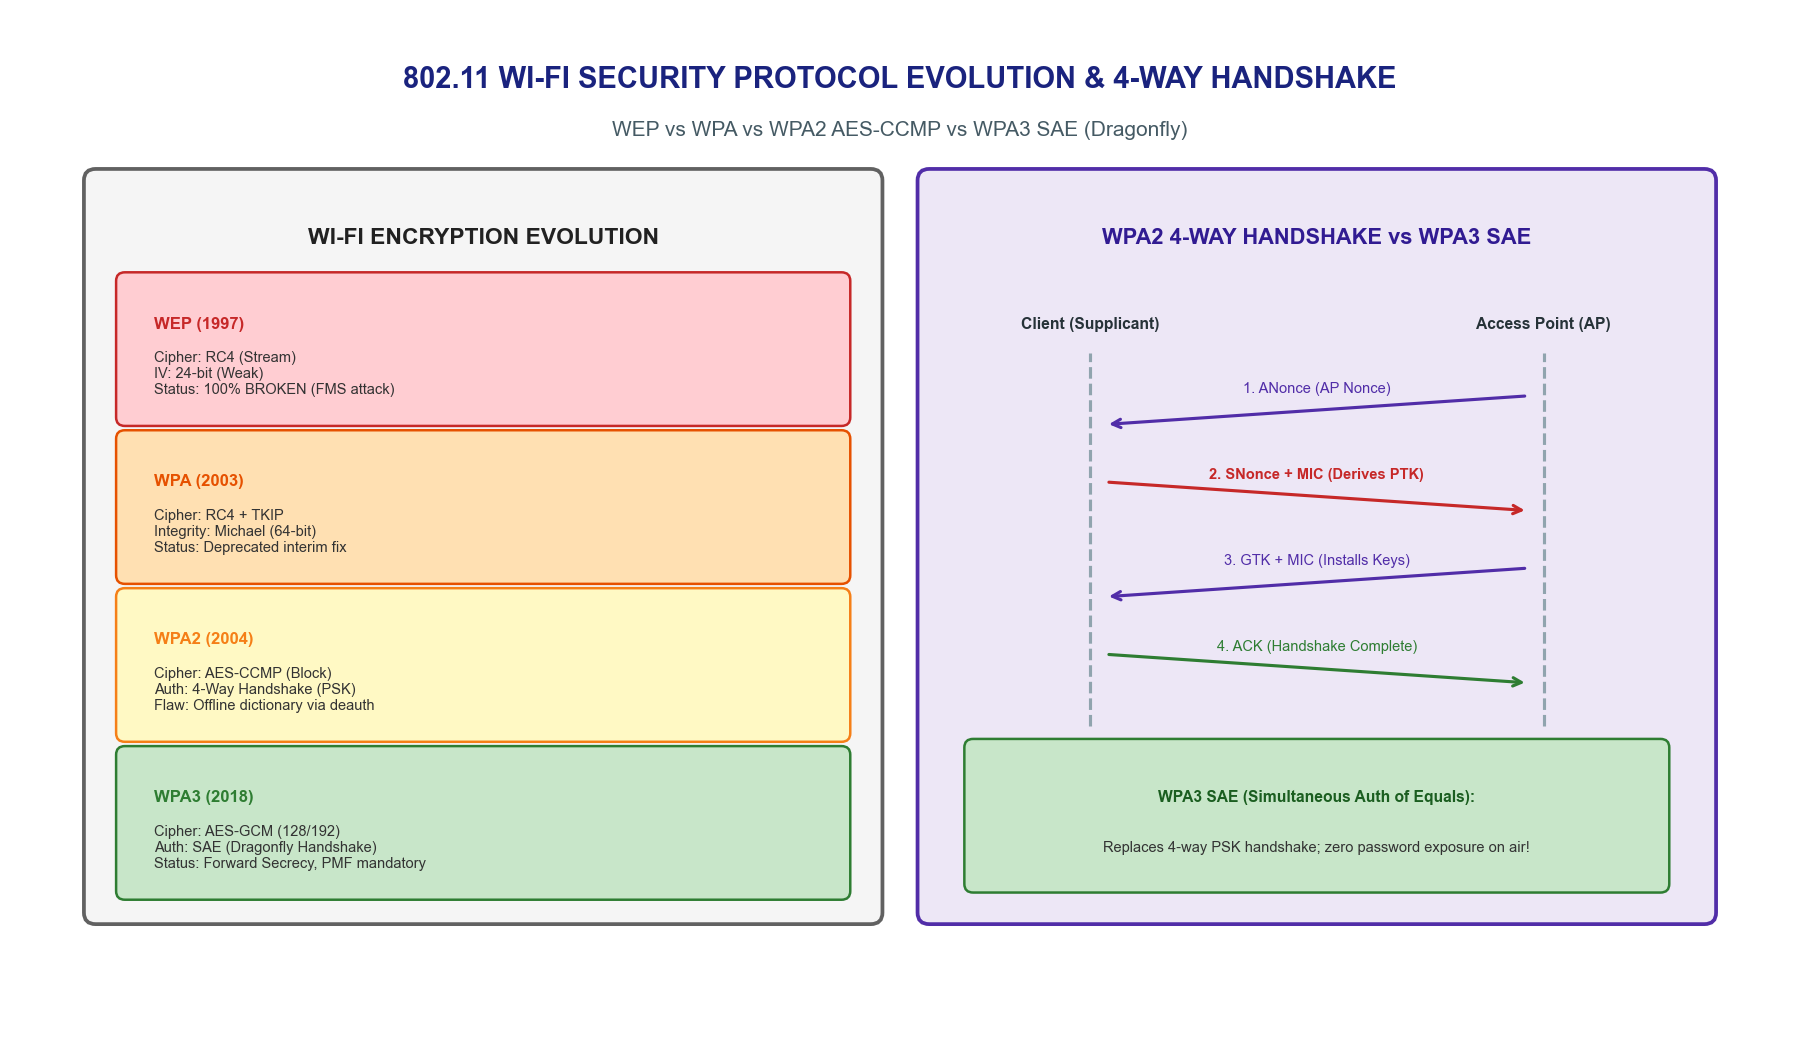 802.11 WI-FI SECURITY PROTOCOL EVOLUTION & 4-WAY HANDSHAKE
WEP vs WPA vs WPA2 AES-CCMP vs WPA3 SAE (Dragonfly)
WI-FI ENCRYPTION EVOLUTION
WEP (1997)
Cipher: RC4 (Stream)
IV: 24-bit (Weak)
Status: 100% BROKEN (FMS attack)
WPA (2003)
Cipher: RC4 + TKIP
Integrity: Michael (64-bit)
Status: Deprecated interim fix
WPA2 (2004)
Cipher: AES-CCMP (Block)
Auth: 4-Way Handshake (PSK)
Flaw: Offline dictionary via deauth
WPA3 (2018)
Cipher: AES-GCM (128/192)
Auth: SAE (Dragonfly Handshake)
Status: Forward Secrecy, PMF mandatory
WPA2 4-WAY HANDSHAKE vs WPA3 SAE
Client (Supplicant)
Access Point (AP)
1. ANonce (AP Nonce)
2. SNonce + MIC (Derives PTK)
3. GTK + MIC (Installs Keys)
4. ACK (Handshake Complete)
WPA3 SAE (Simultaneous Auth of Equals):
Replaces 4-way PSK handshake; zero password exposure on air!